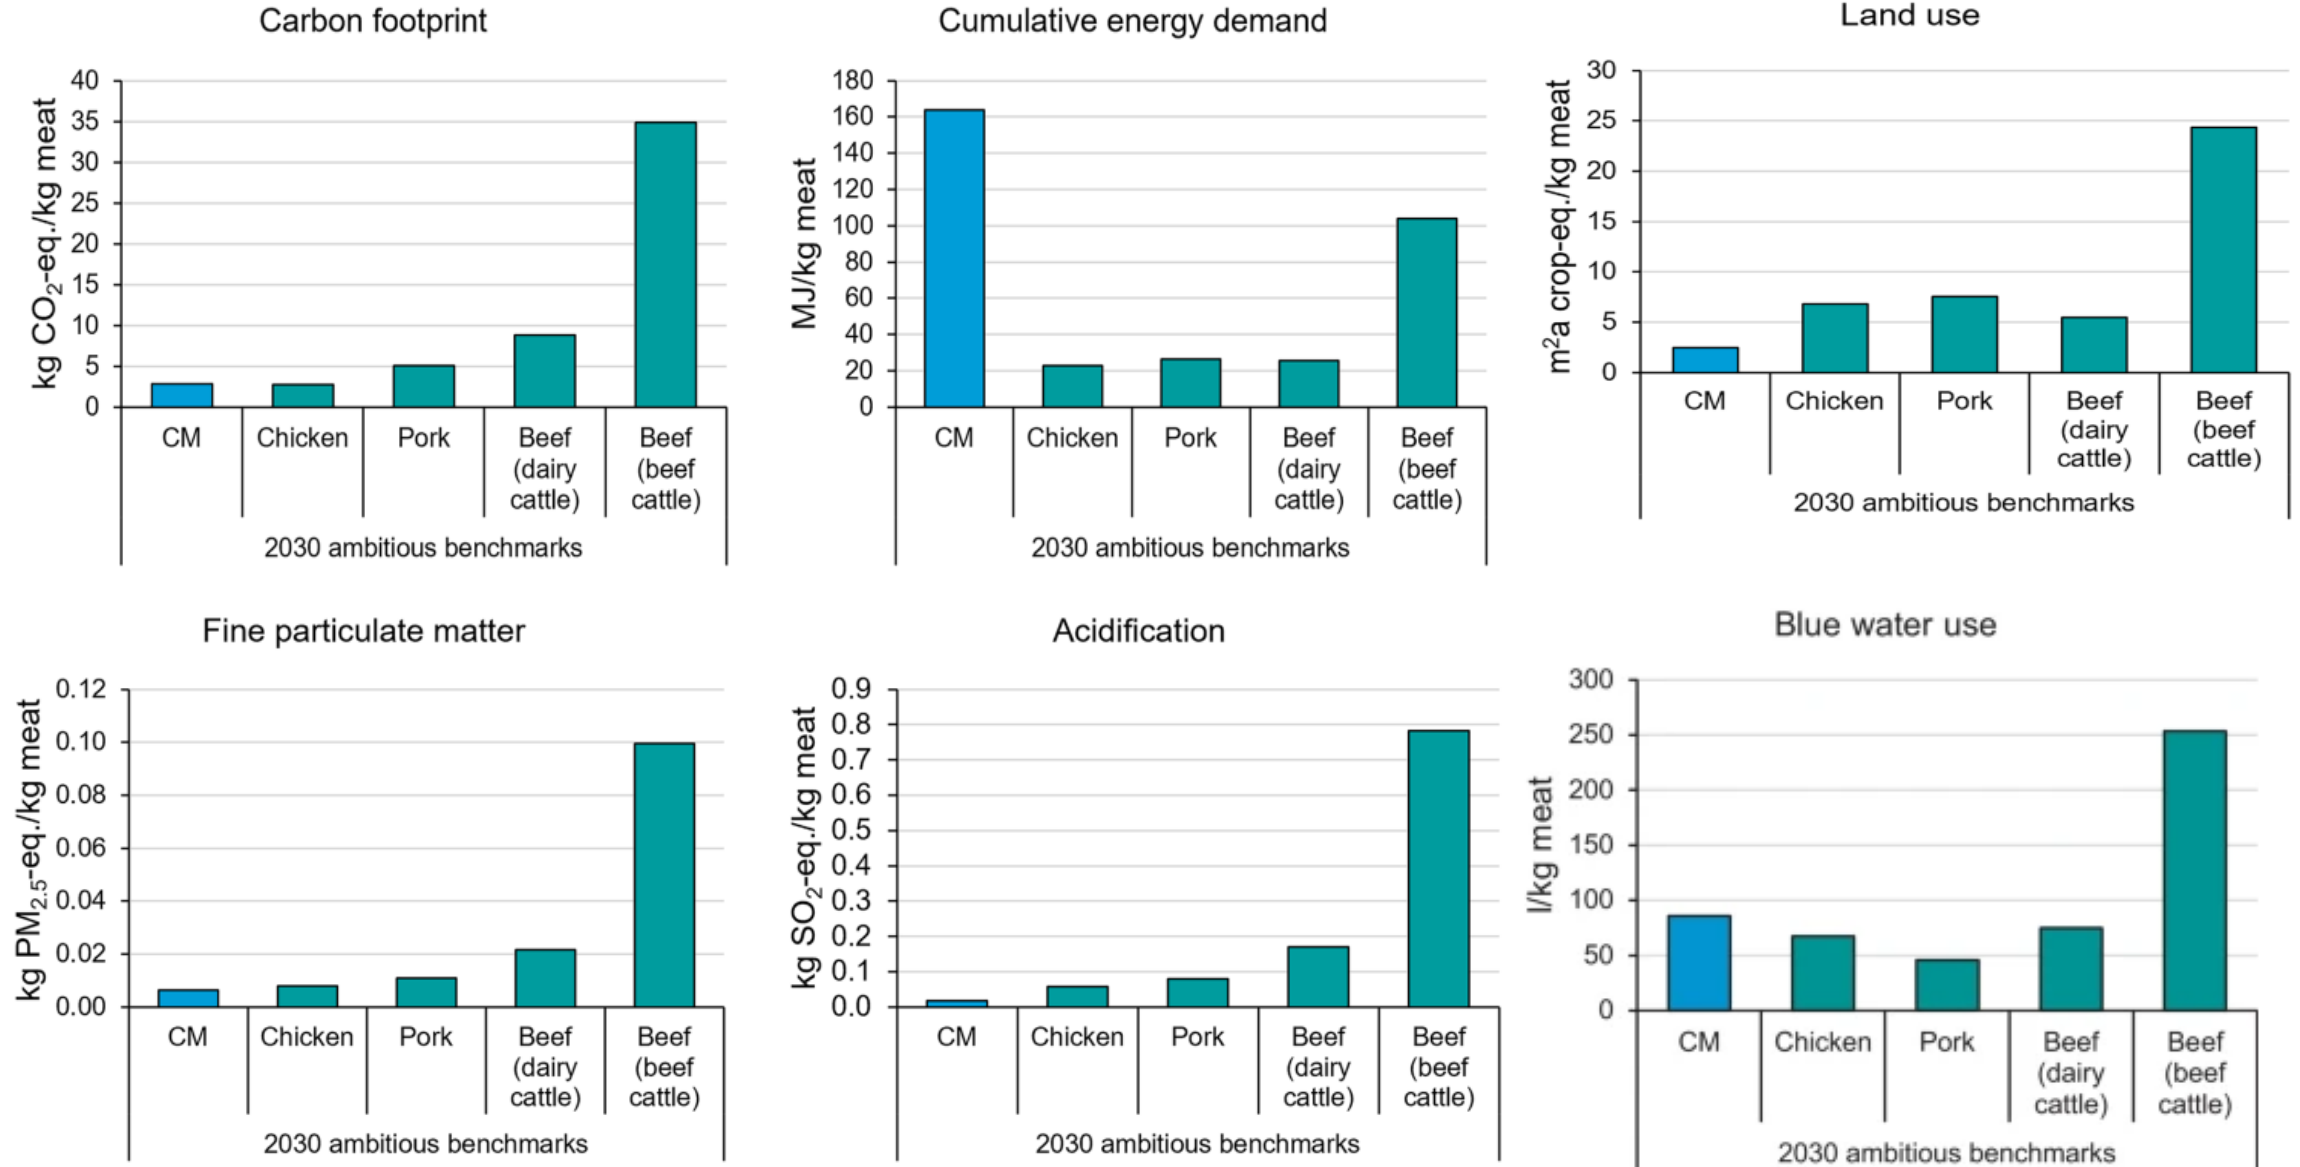 Carbon footprint
kg CO₂-eq./kg meat
40
35
30
25
20
15
10
5
0
CM
Chicken
Pork
Beef
(dairy
cattle)
Beef
(beef
cattle)
2030 ambitious benchmarks
Cumulative energy demand
MJ/kg meat
180
160
140
120
100
80
60
40
20
0
CM
Chicken
Pork
Beef
(dairy
cattle)
Beef
(beef
cattle)
2030 ambitious benchmarks
Land use
m²a crop-eq./kg meat
30
25
20
15
10
5
0
CM
Chicken
Pork
Beef
(dairy
cattle)
Beef
(beef
cattle)
2030 ambitious benchmarks
Fine particulate matter
kg PM₂.₅-eq./kg meat
0.12
0.10
0.08
0.06
0.04
0.02
0.00
CM
Chicken
Pork
Beef
(dairy
cattle)
Beef
(beef
cattle)
2030 ambitious benchmarks
Acidification
kg SO₂-eq./kg meat
0.9
0.8
0.7
0.6
0.5
0.4
0.3
0.2
0.1
0.0
CM
Chicken
Pork
Beef
(dairy
cattle)
Beef
(beef
cattle)
2030 ambitious benchmarks
Blue water use
l/kg meat
300
250
200
150
100
50
0
CM
Chicken
Pork
Beef
(dairy
cattle)
Beef
(beef
cattle)
2030 ambitious benchmarks